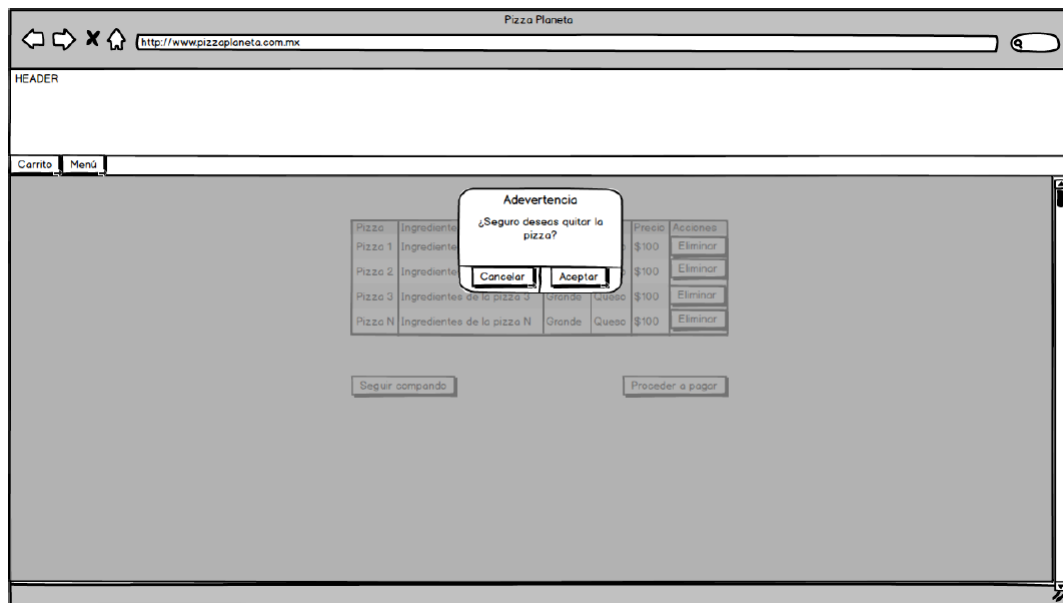 Pizza Planeta
http://www.pizzaplaneta.com.mx
HEADER
Carrito Menú
Adevertencia
¿Seguro deseas quitar la
pizza?
Cancelar Aceptar
Pizza Ingrediente Precio Acciones
Pizza 1 Ingrediente $100 Eliminar
Pizza 2 Ingrediente $100 Eliminar
Pizza 3 Ingredientes de la pizza 3 Grande Queso $100 Eliminar
Pizza N Ingredientes de la pizza N Grande Queso $100 Eliminar
Seguir compando Proceder a pagar